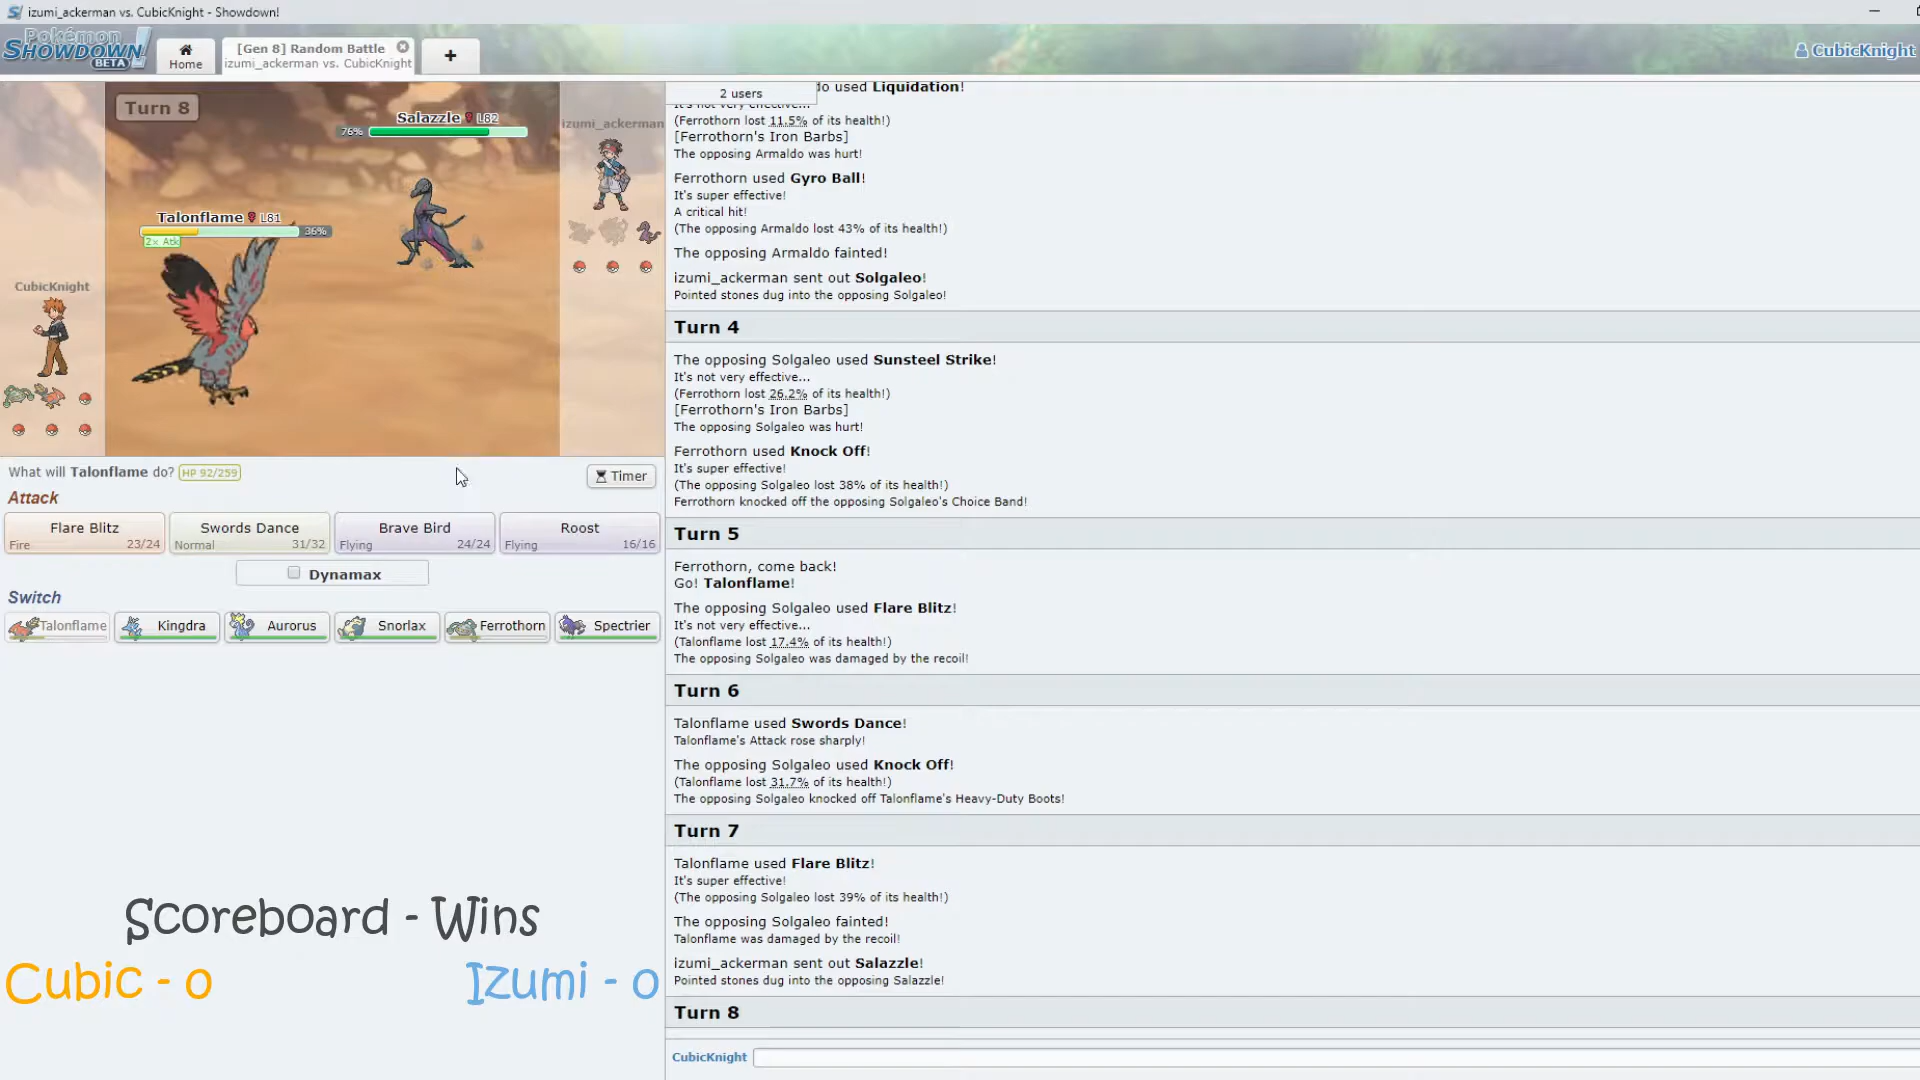 izumi_ackerman vs. CubicKnight - Showdown!
Pokémon
SHOWDOWN!
BETA
Home
[Gen 8] Random Battle
izumi_ackerman vs. CubicKnight
+
CubicKnight
Turn 8
Salazzle L82
76%
Talonflame L81
36%
2x Atk
izumi_ackerman
CubicKnight
What will Talonflame do? HP 92/259
Timer
Attack
Flare Blitz
Fire 23/24
Swords Dance
Normal 31/32
Brave Bird
Flying 24/24
Roost
Flying 16/16
Dynamax
Switch
Talonflame
Kingdra
Aurorus
Snorlax
Ferrothorn
Spectrier
Scoreboard - Wins
Cubic - 0
Izumi - 0
2 users
do used Liquidation!
It's not very effective...
(Ferrothorn lost 11.5% of its health!)
[Ferrothorn's Iron Barbs]
The opposing Armaldo was hurt!
Ferrothorn used Gyro Ball!
It's super effective!
A critical hit!
(The opposing Armaldo lost 43% of its health!)
The opposing Armaldo fainted!
izumi_ackerman sent out Solgaleo!
Pointed stones dug into the opposing Solgaleo!
Turn 4
The opposing Solgaleo used Sunsteel Strike!
It's not very effective...
(Ferrothorn lost 26.2% of its health!)
[Ferrothorn's Iron Barbs]
The opposing Solgaleo was hurt!
Ferrothorn used Knock Off!
It's super effective!
(The opposing Solgaleo lost 38% of its health!)
Ferrothorn knocked off the opposing Solgaleo's Choice Band!
Turn 5
Ferrothorn, come back!
Go! Talonflame!
The opposing Solgaleo used Flare Blitz!
It's not very effective...
(Talonflame lost 17.4% of its health!)
The opposing Solgaleo was damaged by the recoil!
Turn 6
Talonflame used Swords Dance!
Talonflame's Attack rose sharply!
The opposing Solgaleo used Knock Off!
(Talonflame lost 31.7% of its health!)
The opposing Solgaleo knocked off Talonflame's Heavy-Duty Boots!
Turn 7
Talonflame used Flare Blitz!
It's super effective!
(The opposing Solgaleo lost 39% of its health!)
The opposing Solgaleo fainted!
Talonflame was damaged by the recoil!
izumi_ackerman sent out Salazzle!
Pointed stones dug into the opposing Salazzle!
Turn 8
CubicKnight